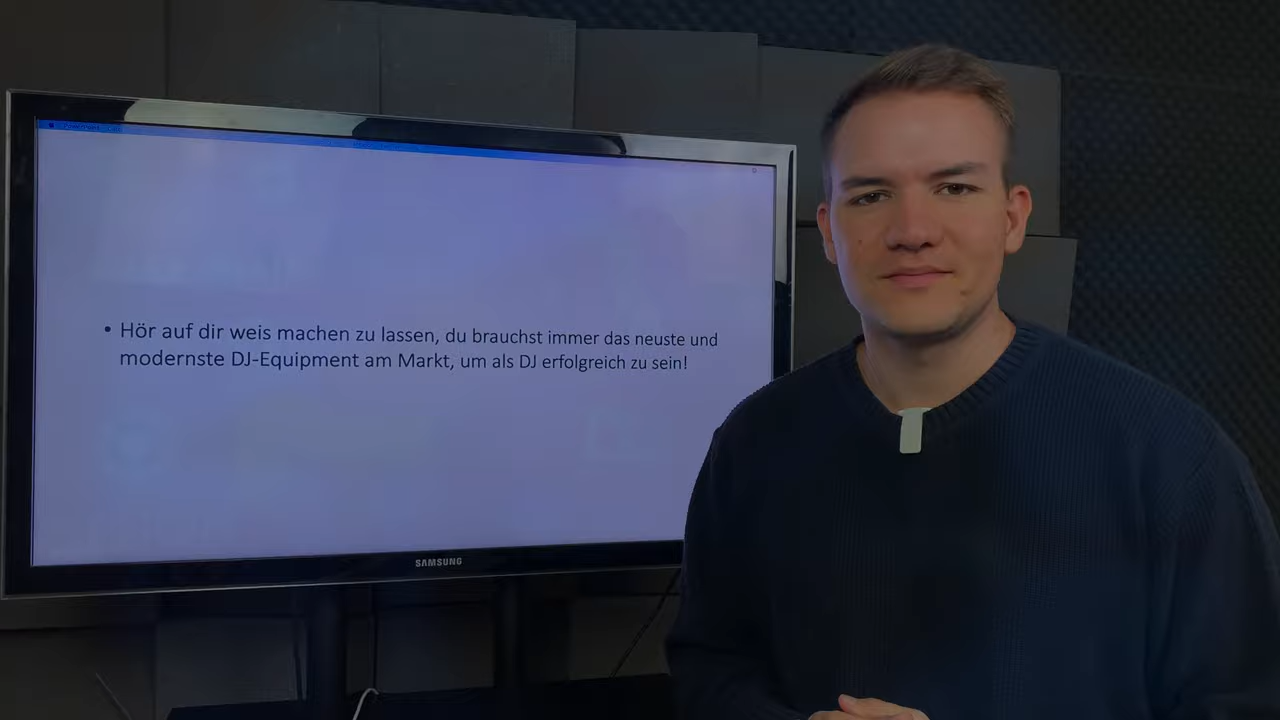 • Hör auf dir weis machen zu lassen, du brauchst immer das neuste und
modernste DJ-Equipment am Markt, um als DJ erfolgreich zu sein!
SAMSUNG